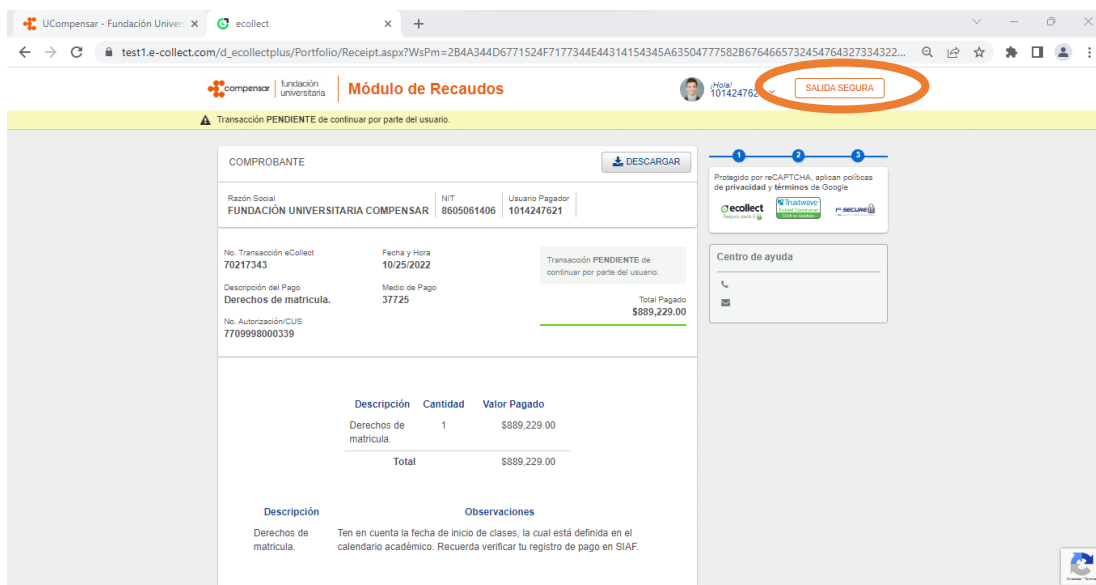 UCompensar - Fundación Univer
ecollect
test1.e-collect.com/d_ecollectplus/Portfolio/Receipt.aspx?WsPm=2B4A344D6771524F7177344E44314154345A63504777582B6764665732454764327334322...
compensar fundación universitaria
Módulo de Recaudos
¡Hola!
SALIDA SEGURA
Transacción PENDIENTE de continuar por parte del usuario.
COMPROBANTE
DESCARGAR
Razón Social
FUNDACIÓN UNIVERSITARIA COMPENSAR
NIT
8605061406
Usuario Pagador
1014247621
No. Transacción eCollect
70217343
Fecha y Hora
10/25/2022
Descripción del Pago
Derechos de matricula.
Medio de Pago
37725
No. Autorización/CUS
7709998000339
Transacción PENDIENTE de
continuar por parte del usuario.
Total Pagado
$889,229.00
Descripción Cantidad Valor Pagado
Derechos de 1 $889,229.00
matricula.
Total $889,229.00
Descripción Observaciones
Derechos de Ten en cuenta la fecha de inicio de clases, la cual está definida en el
matricula. calendario académico. Recuerda verificar tu registro de pago en SIAF.
1 2 3
Protegido por reCAPTCHA, aplican políticas
de privacidad y términos de Google
ecollect
Trustwave
SECURE
Centro de ayuda